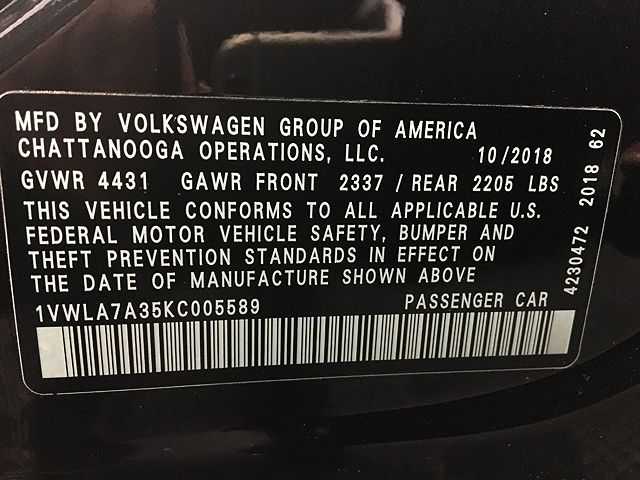 MFD BY VOLKSWAGEN GROUP OF AMERICA
CHATTANOOGA OPERATIONS, LLC. 10/2018
GVWR 4431 GAWR FRONT 2337 / REAR 2205 LBS
THIS VEHICLE CONFORMS TO ALL APPLICABLE U.S.
FEDERAL MOTOR VEHICLE SAFETY, BUMPER AND
THEFT PREVENTION STANDARDS IN EFFECT ON
THE DATE OF MANUFACTURE SHOWN ABOVE
1VWLA7A35KC005589 PASSENGER CAR
4230472 2018 62